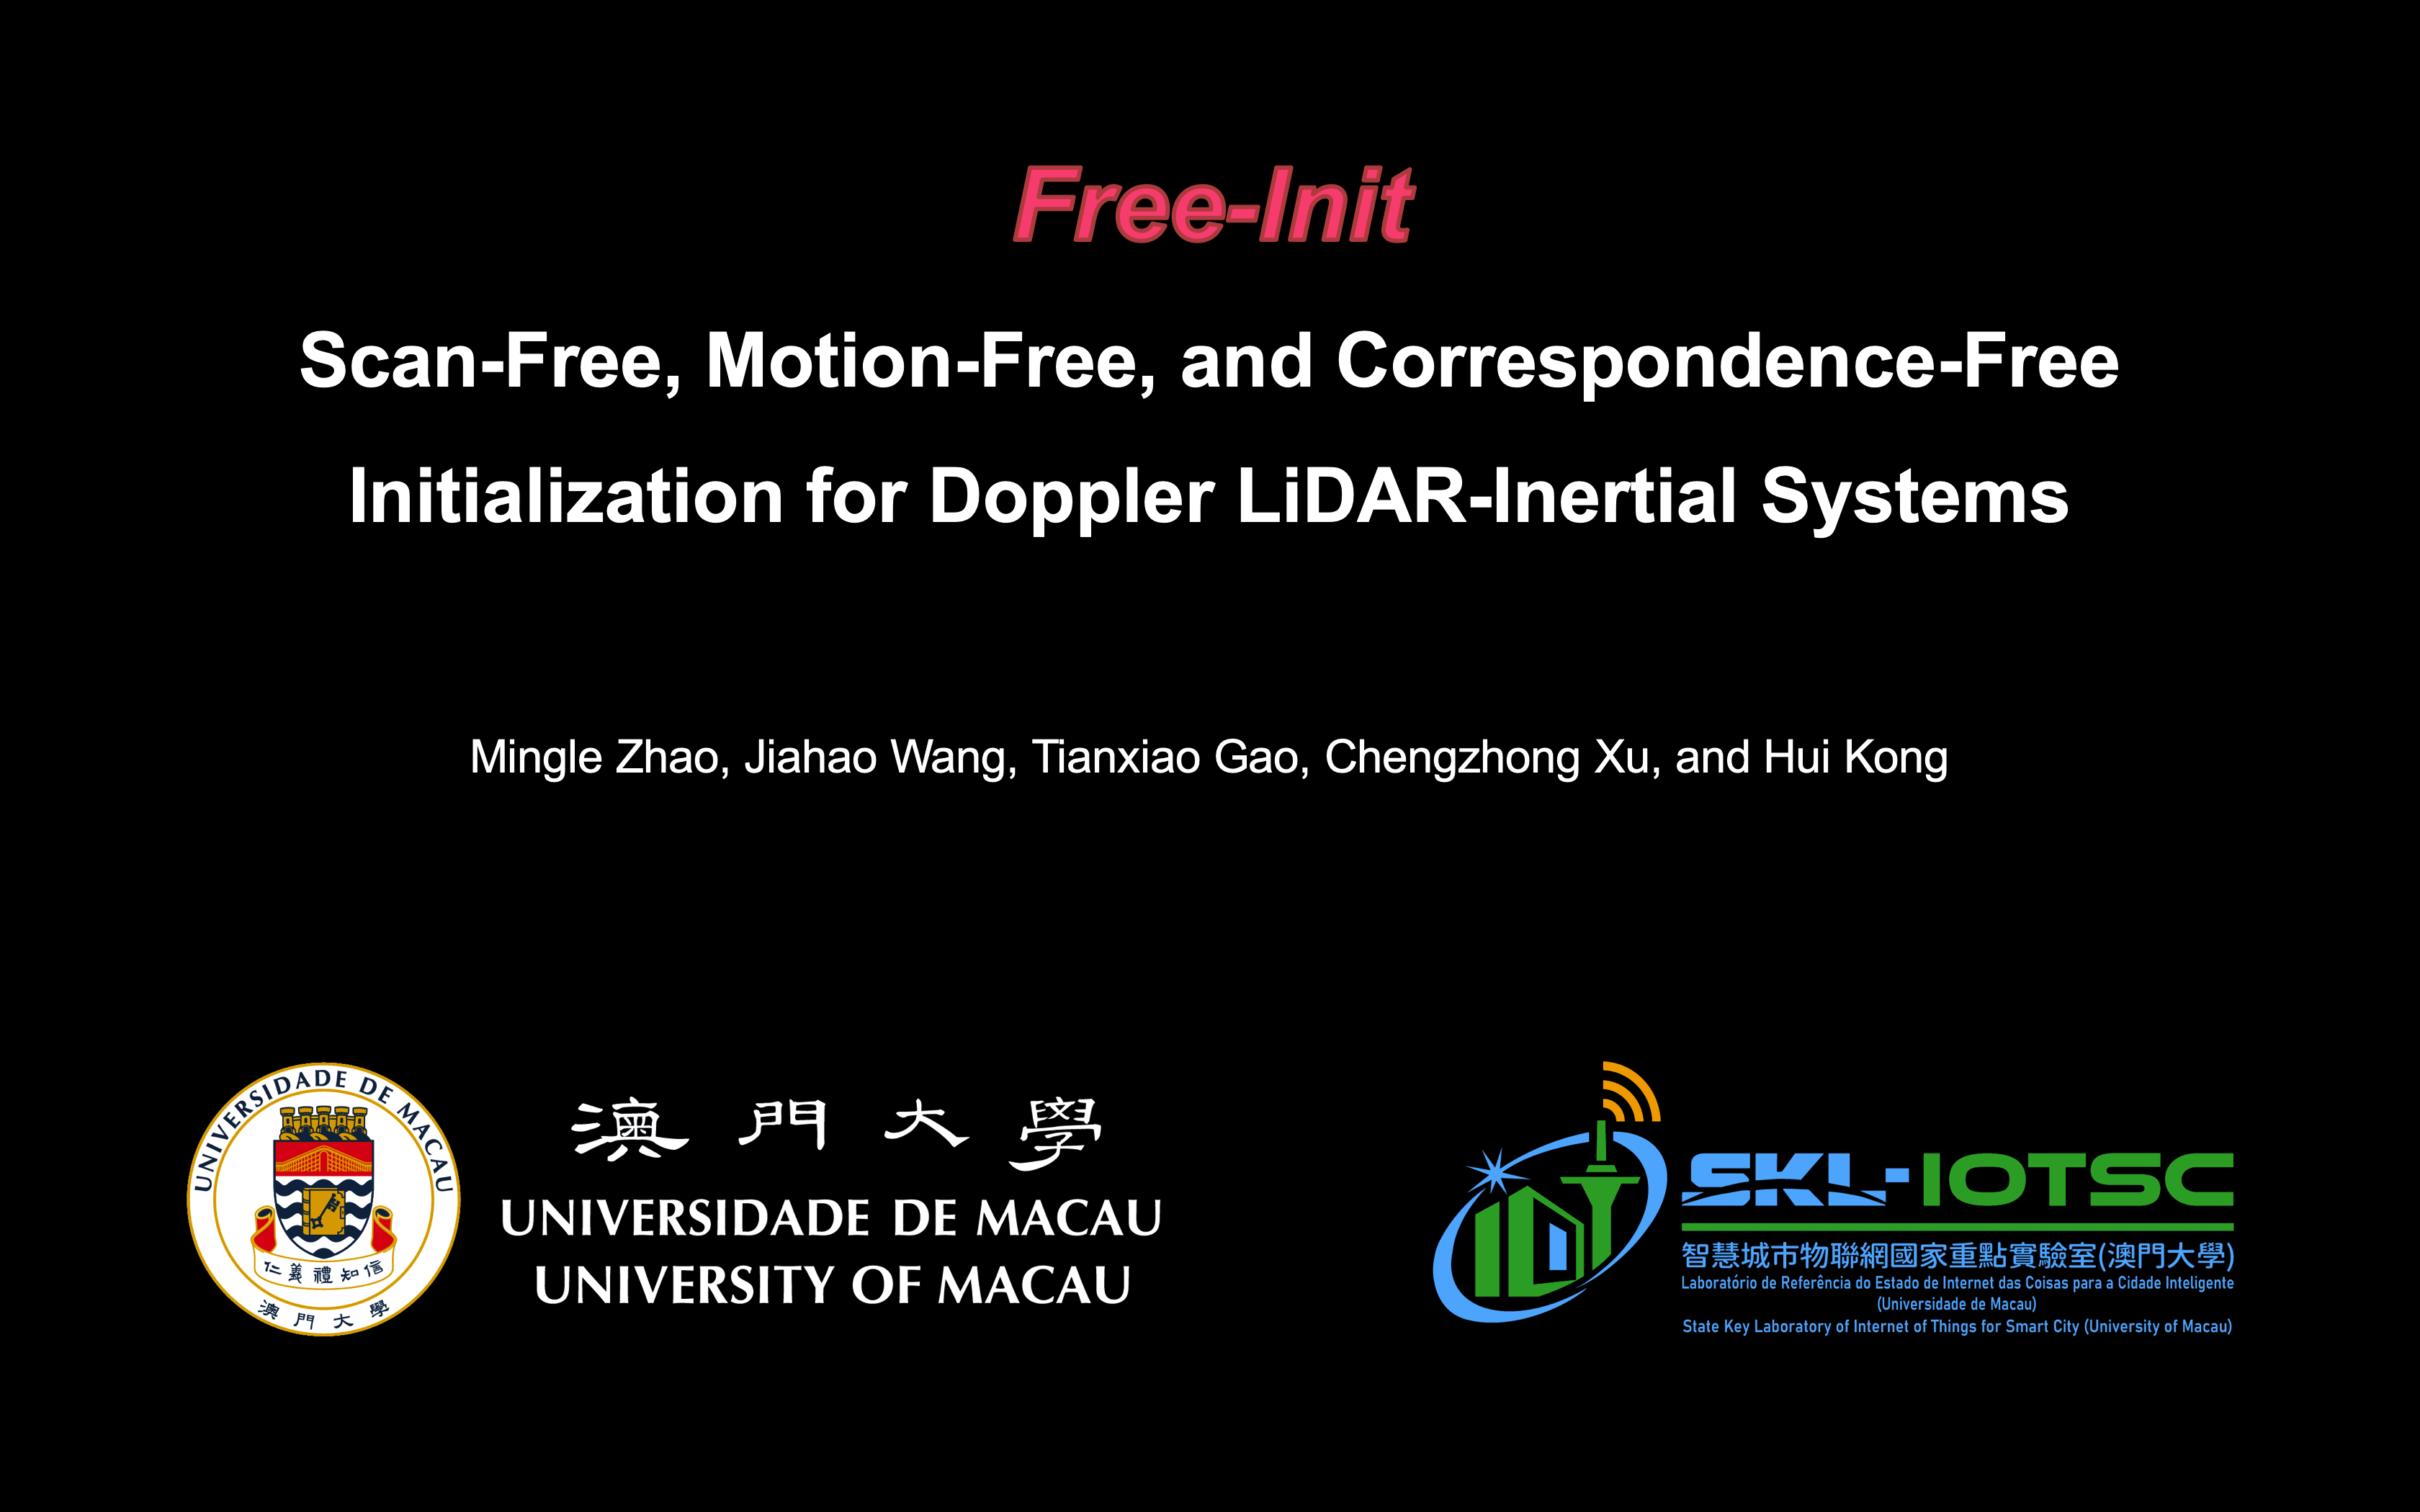 Free-Init
Scan-Free, Motion-Free, and Correspondence-Free
Initialization for Doppler LiDAR-Inertial Systems
Mingle Zhao, Jiahao Wang, Tianxiao Gao, Chengzhong Xu, and Hui Kong
UNIVERSIDADE DE MACAU
仁義禮知信
澳門大學
澳門大學
UNIVERSIDADE DE MACAU
UNIVERSITY OF MACAU
SKL-IOTSC
智慧城市物聯網國家重點實驗室(澳門大學)
Laboratório de Referência do Estado de Internet das Coisas para a Cidade Inteligente
(Universidade de Macau)
State Key Laboratory of Internet of Things for Smart City (University of Macau)